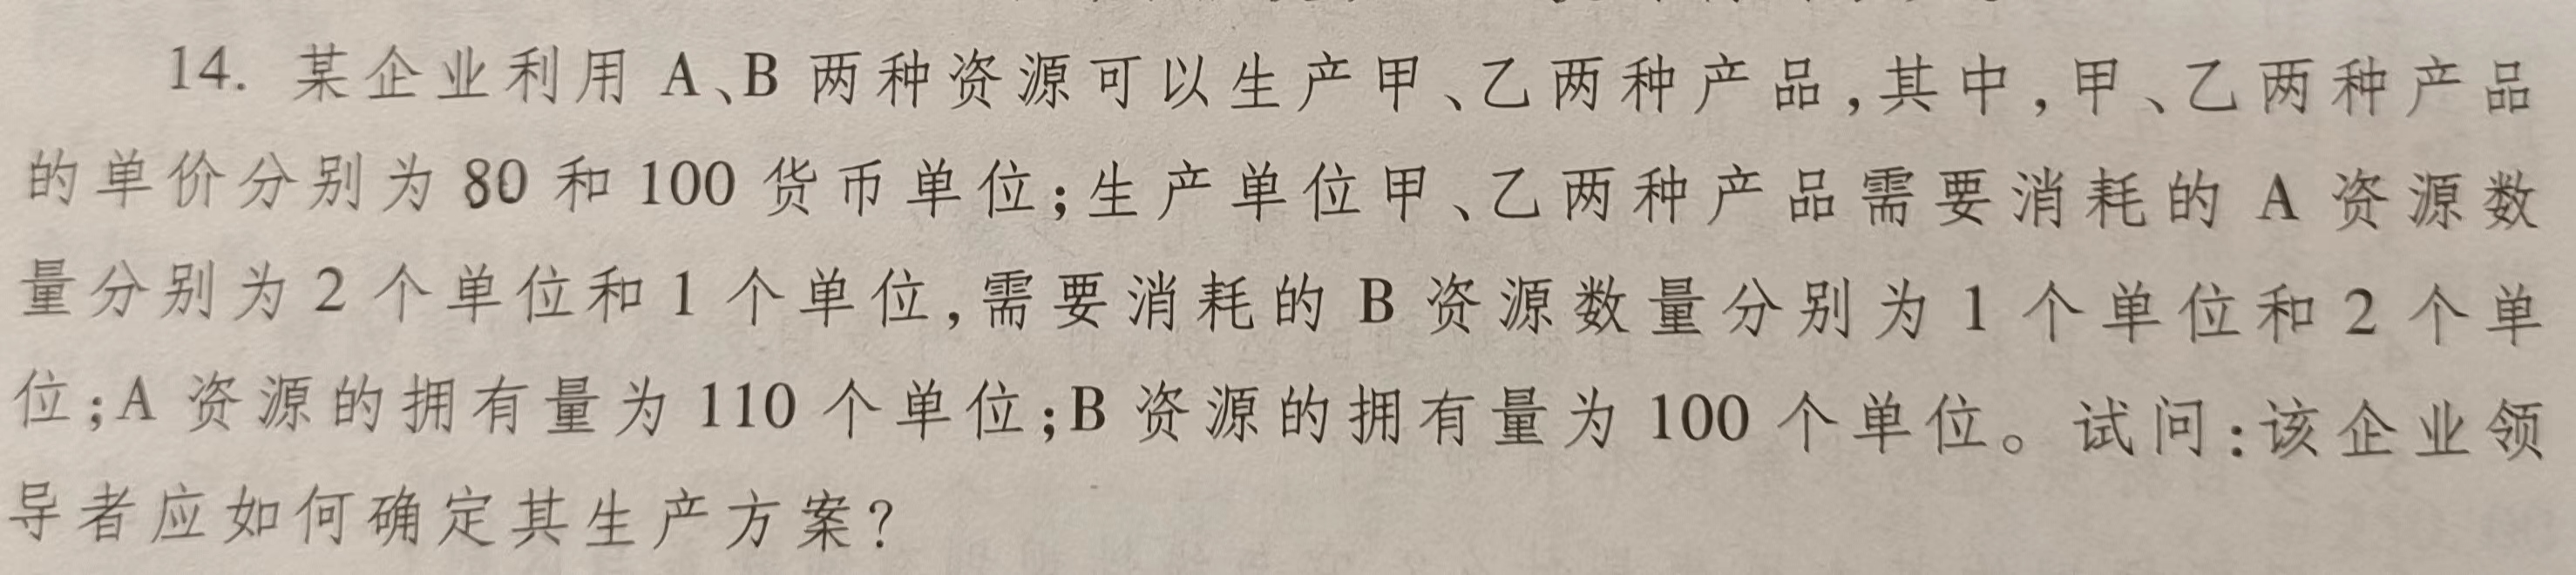 14. 某企业利用 A、B 两种资源可以生产甲、乙两种产品,其中,甲、乙两种产品
的单价分别为 80 和 100 货币单位;生产单位甲、乙两种产品需要消耗的 A 资源数
量分别为 2 个单位和 1 个单位,需要消耗的 B 资源数量分别为 1 个单位和 2 个单
位;A 资源的拥有量为 110 个单位;B 资源的拥有量为 100 个单位。试问:该企业领
导者应如何确定其生产方案?